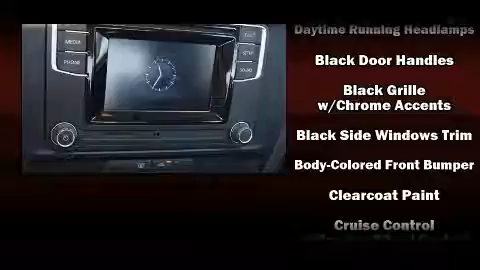 MEDIA
PHONE
Daytime Running Headlamps
Black Door Handles
Black Grille
w/Chrome Accents
Black Side Windows Trim
Body-Colored Front Bumper
Clearcoat Paint
Cruise Control